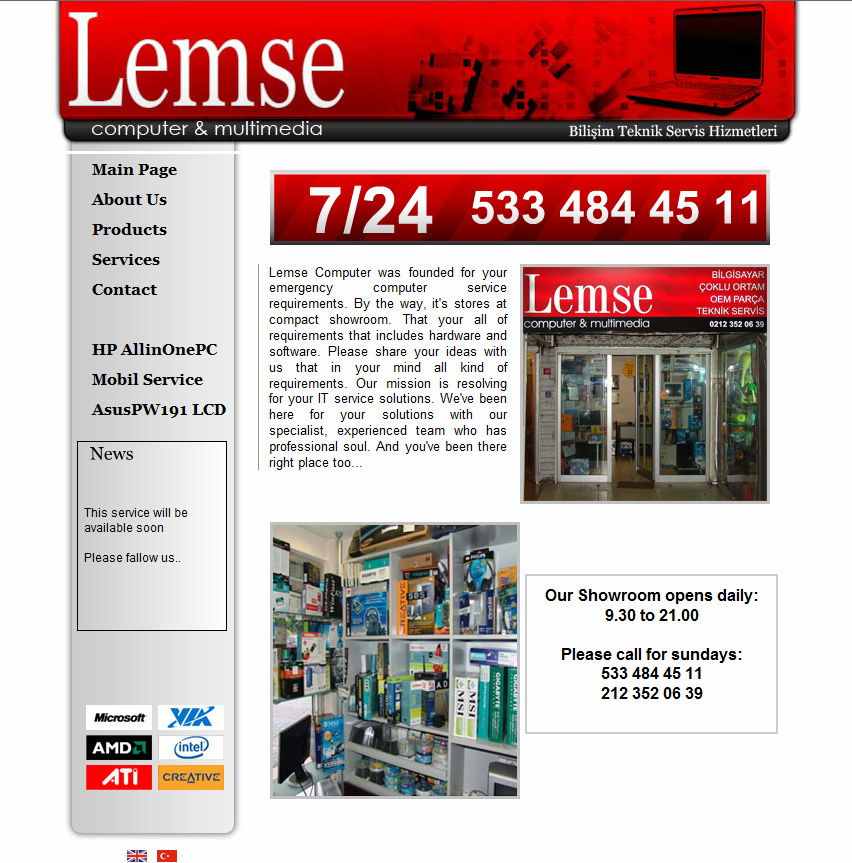 Lemse
computer & multimedia
Bilişim Teknik Servis Hizmetleri
Main Page
About Us
Products
Services
Contact
HP AllinOnePC
Mobil Service
AsusPW191 LCD
News
This service will be
available soon
Please fallow us..
Microsoft
VIA
AMD
intel
ATi
CREATIVE
7/24 533 484 45 11
Lemse Computer was founded for your
emergency computer service
requirements. By the way, it's stores at
compact showroom. That your all of
requirements that includes hardware and
software. Please share your ideas with
us that in your mind all kind of
requirements. Our mission is resolving
for your IT service solutions. We've been
here for your solutions with our
specialist, experienced team who has
professional soul. And you've been there
right place too...
Lemse
computer & multimedia
BİLGİSAYAR
ÇOKLU ORTAM
OEM PARÇA
TEKNİK SERVİS
0212 352 06 39
PHILIPS
GIGABYTE
CREATIVE
SBS
MSI
MSI
GIGABYTE
GIGABYTE
Our Showroom opens daily:
9.30 to 21.00
Please call for sundays:
533 484 45 11
212 352 06 39